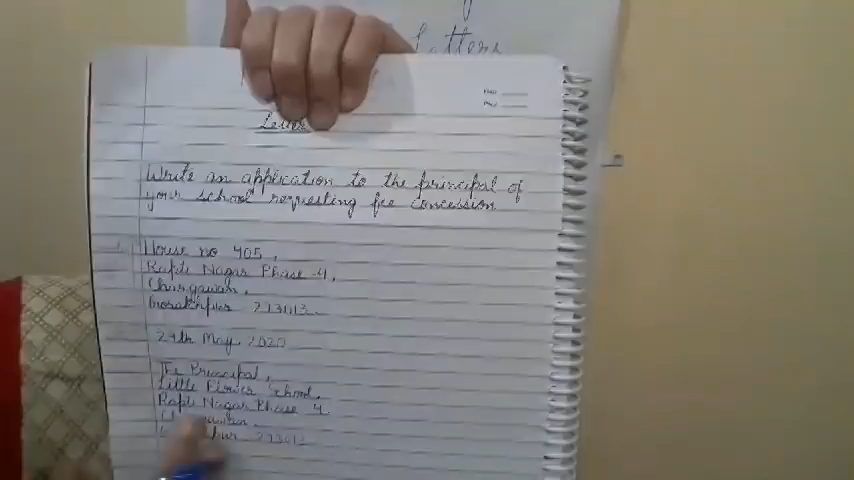 Letters
Letter
Write an application to the principal of
your school requesting fee concession
House no 405,
Rapti Nagar Phase-4,
Chargawan,
Gorakhpur 273013.
29th May 2020
The Principal,
Little Flower School,
Rapti Nagar Phase 4
273013